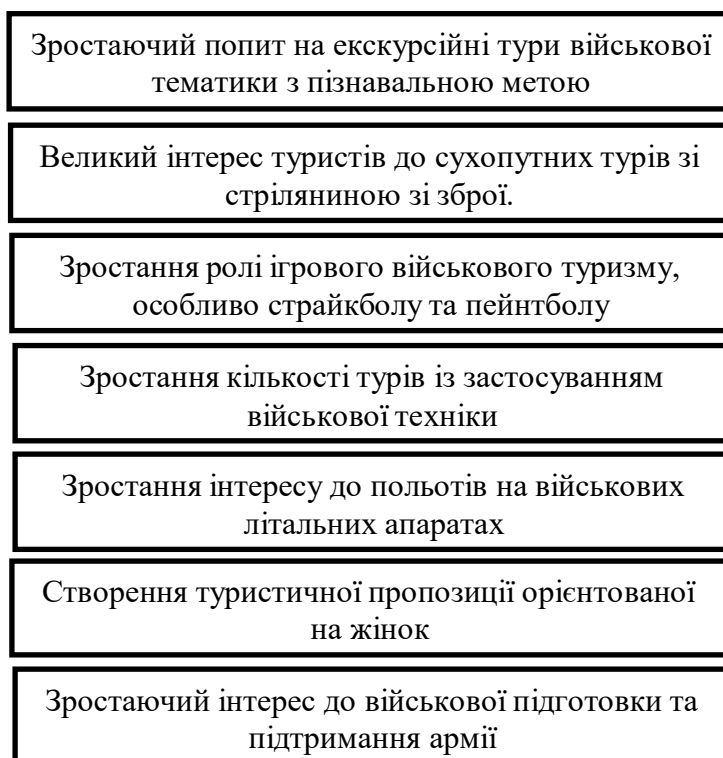 Зростаючий попит на екскурсійні тури військової
тематики з пізнавальною метою
Великий інтерес туристів до сухопутних турів зі
стріляниною зі зброї.
Зростання ролі ігрового військового туризму,
особливо страйкболу та пейнтболу
Зростання кількості турів із застосуванням
військової техніки
Зростання інтересу до польотів на військових
літальних апаратах
Створення туристичної пропозиції орієнтованої
на жінок
Зростаючий інтерес до військової підготовки та
підтримання армії